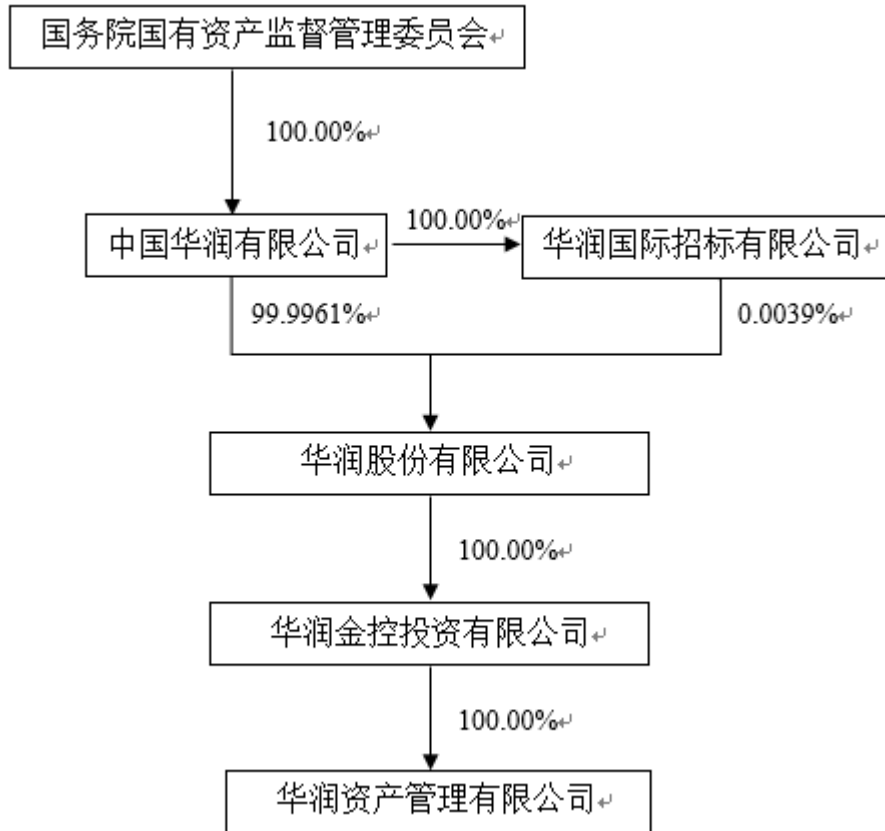 国务院国有资产监督管理委员会
100.00%
中国华润有限公司
100.00%
华润国际招标有限公司
99.9961%
0.0039%
华润股份有限公司
100.00%
华润金控投资有限公司
100.00%
华润资产管理有限公司